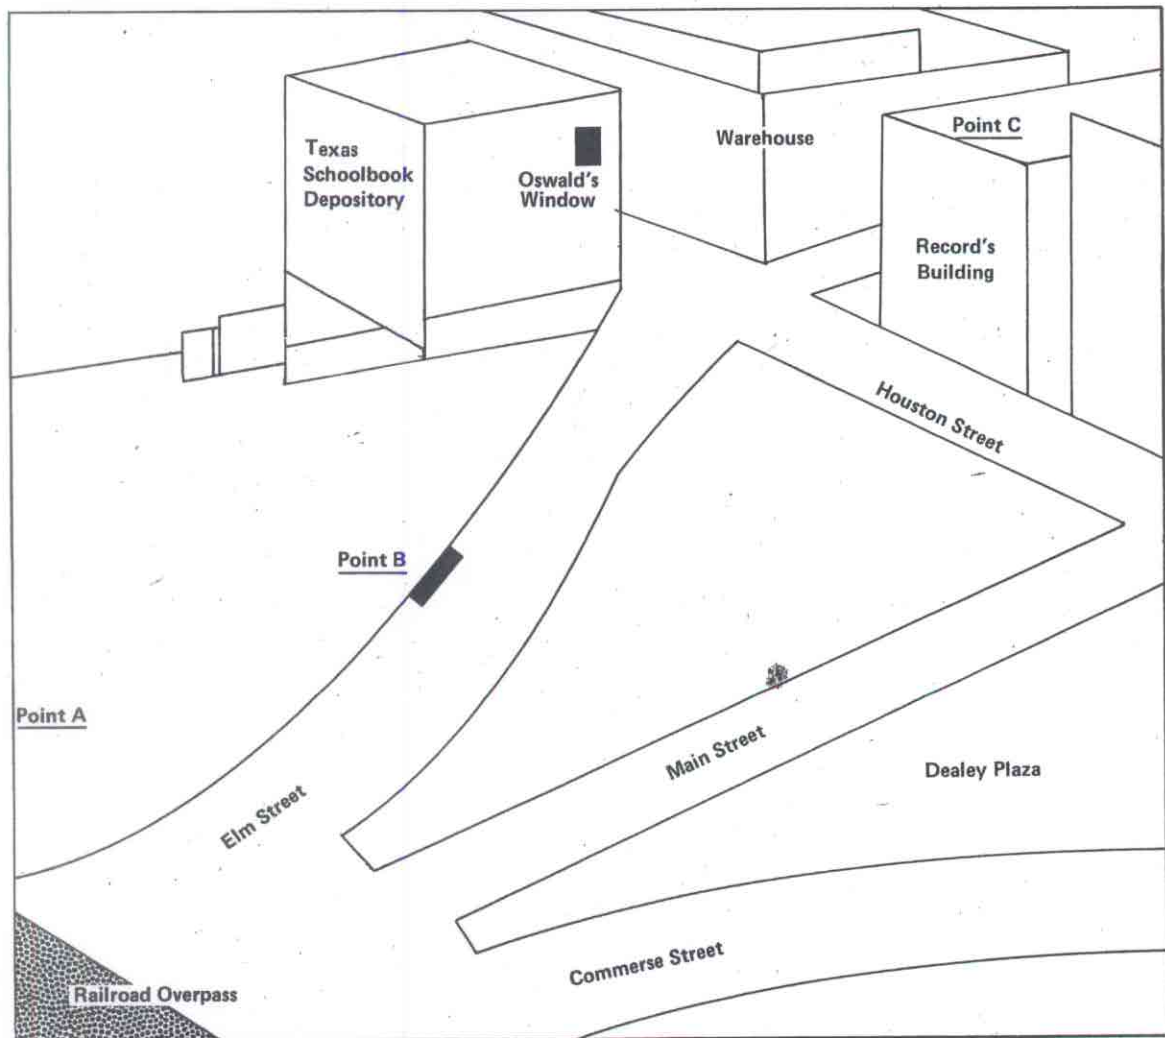 Texas
Schoolbook
Depository
Oswald's
Window
Warehouse
Point C
Record's
Building
Houston Street
Point B
Point A
Main Street
Dealey Plaza
Elm Street
Commerse Street
Railroad Overpass